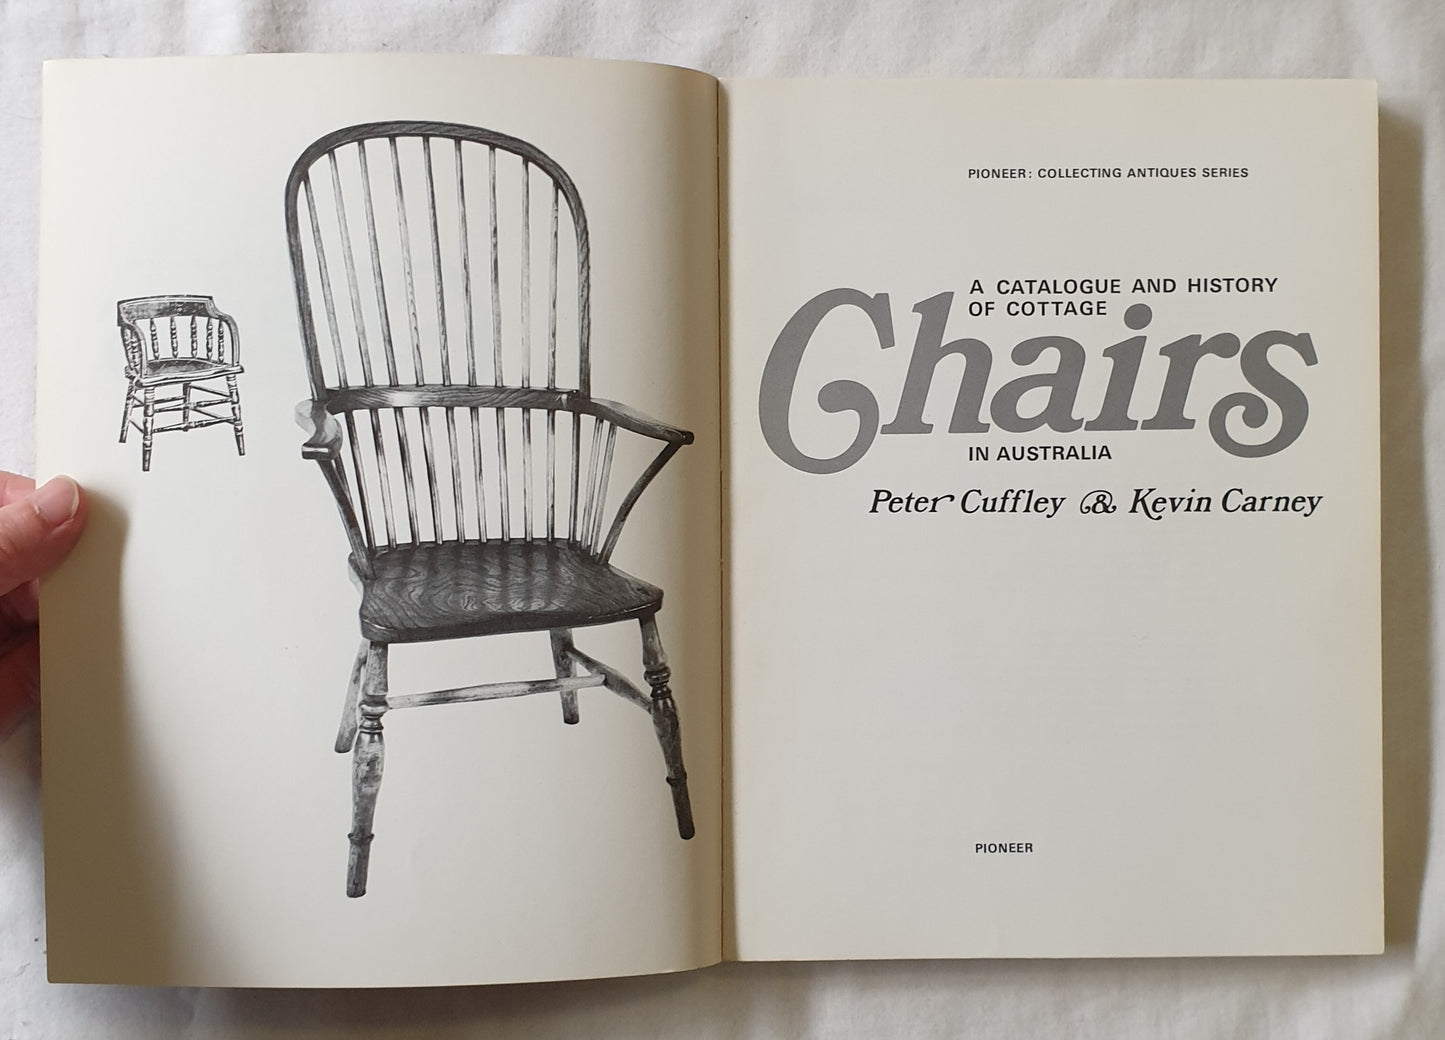 PIONEER: COLLECTING ANTIQUES SERIES
A CATALOGUE AND HISTORY
OF COTTAGE
Chairs
IN AUSTRALIA
Peter Cuffley & Kevin Carney
PIONEER